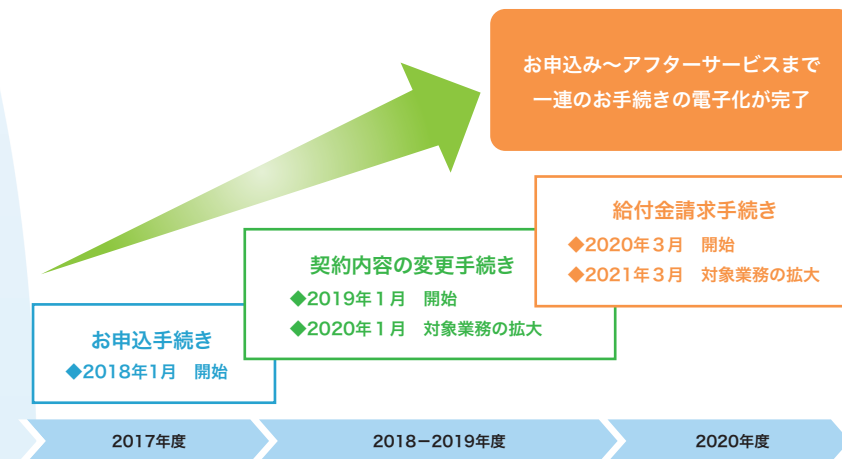 お申込み～アフターサービスまで
一連のお手続きの電子化が完了
給付金請求手続き
◆2020年3月　開始
◆2021年3月　対象業務の拡大
契約内容の変更手続き
◆2019年1月　開始
◆2020年1月　対象業務の拡大
お申込手続き
◆2018年1月　開始
2017年度
2018−2019年度
2020年度